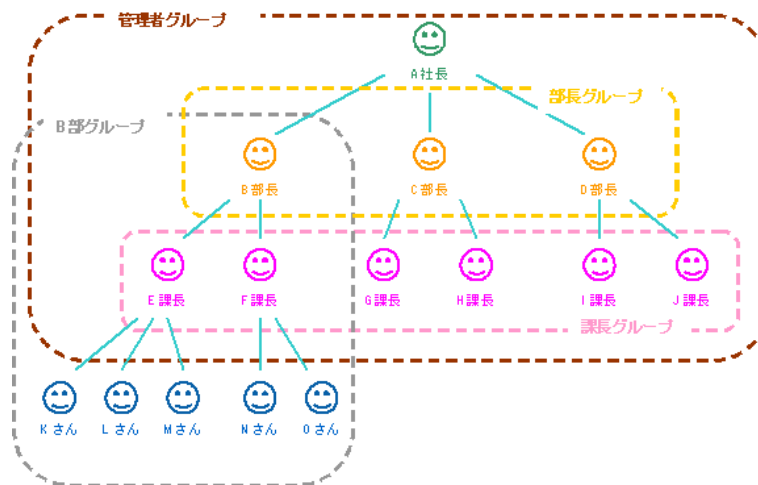 管理者グループ
A社長
部長グループ
B部グループ
B部長
C部長
D部長
E課長
F課長
G課長
H課長
I課長
J課長
課長グループ
Kさん
Lさん
Mさん
Nさん
Oさん